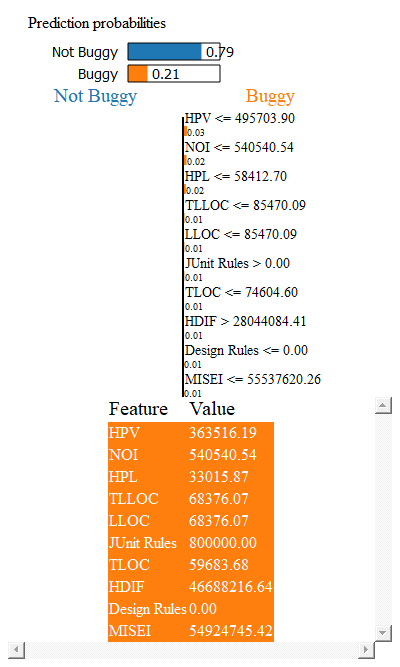 Prediction probabilities
Not Buggy 0.79
Buggy 0.21
Not Buggy Buggy
HPV <= 495703.90
0.03
NOI <= 540540.54
0.02
HPL <= 58412.70
0.02
TLLOC <= 85470.09
0.01
LLOC <= 85470.09
0.01
JUnit Rules > 0.00
0.01
TLOC <= 74604.60
0.01
HDIF > 28044084.41
0.01
Design Rules <= 0.00
0.01
MISEI <= 55537620.26
0.01
Feature Value
HPV 363516.19
NOI 540540.54
HPL 33015.87
TLLOC 68376.07
LLOC 68376.07
JUnit Rules 800000.00
TLOC 59683.68
HDIF 46688216.64
Design Rules 0.00
MISEI 54924745.42